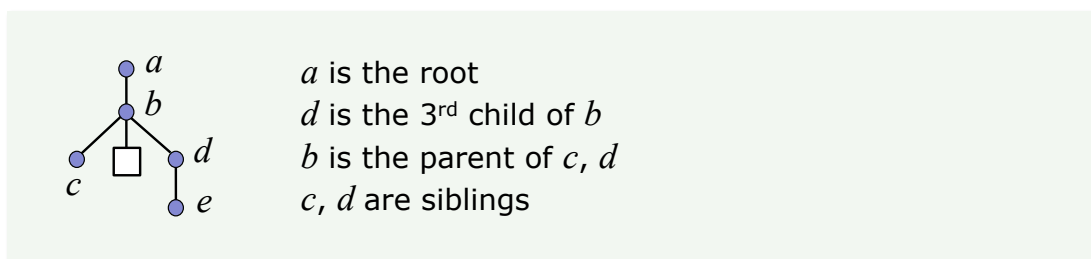 a
b
c
d
e
a is the root
d is the 3rd child of b
b is the parent of c, d
c, d are siblings